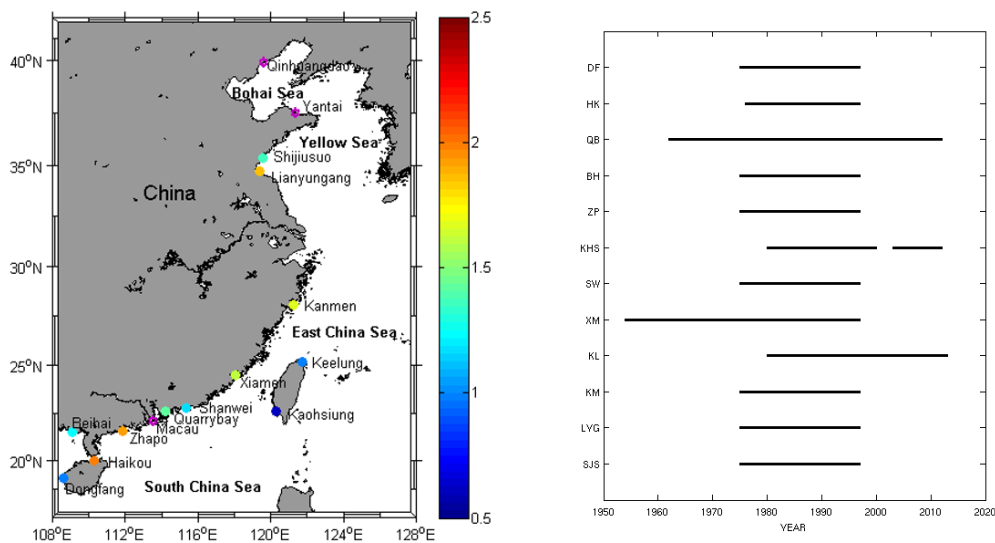 40°N
35°N
30°N
25°N
20°N
108°E
112°E
116°E
120°E
124°E
128°E
Qinhuangdao
Bohai Sea
Yantai
Yellow Sea
Shijiusuo
Lianyungang
China
Kanmen
East China Sea
Keelung
Xiamen
Shanwei
Kaohsiung
Quarrybay
Beihai
Macau
Zhapo
Haikou
Dongfang
South China Sea
2.5
2
1.5
1
0.5
DF
HK
QB
BH
ZP
KHS
SW
XM
KL
KM
LYG
SJS
1950 1960 1970 1980 1990 2000 2010 2020
YEAR